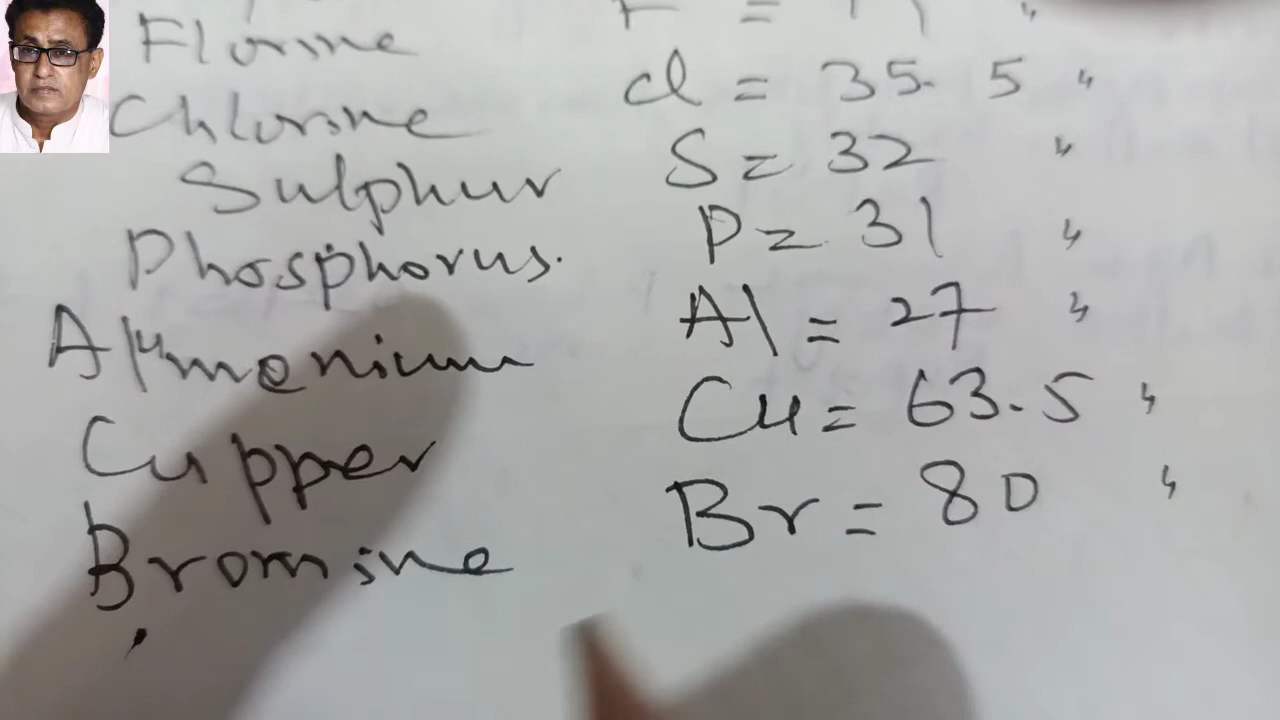 Florine F = 19 "
Chlorine Cl = 35.5 "
Sulphur S = 32 "
Phosphorus. P = 31 "
Alumenium Al = 27 "
Cupper Cu = 63.5 "
Bromine Br = 80 "